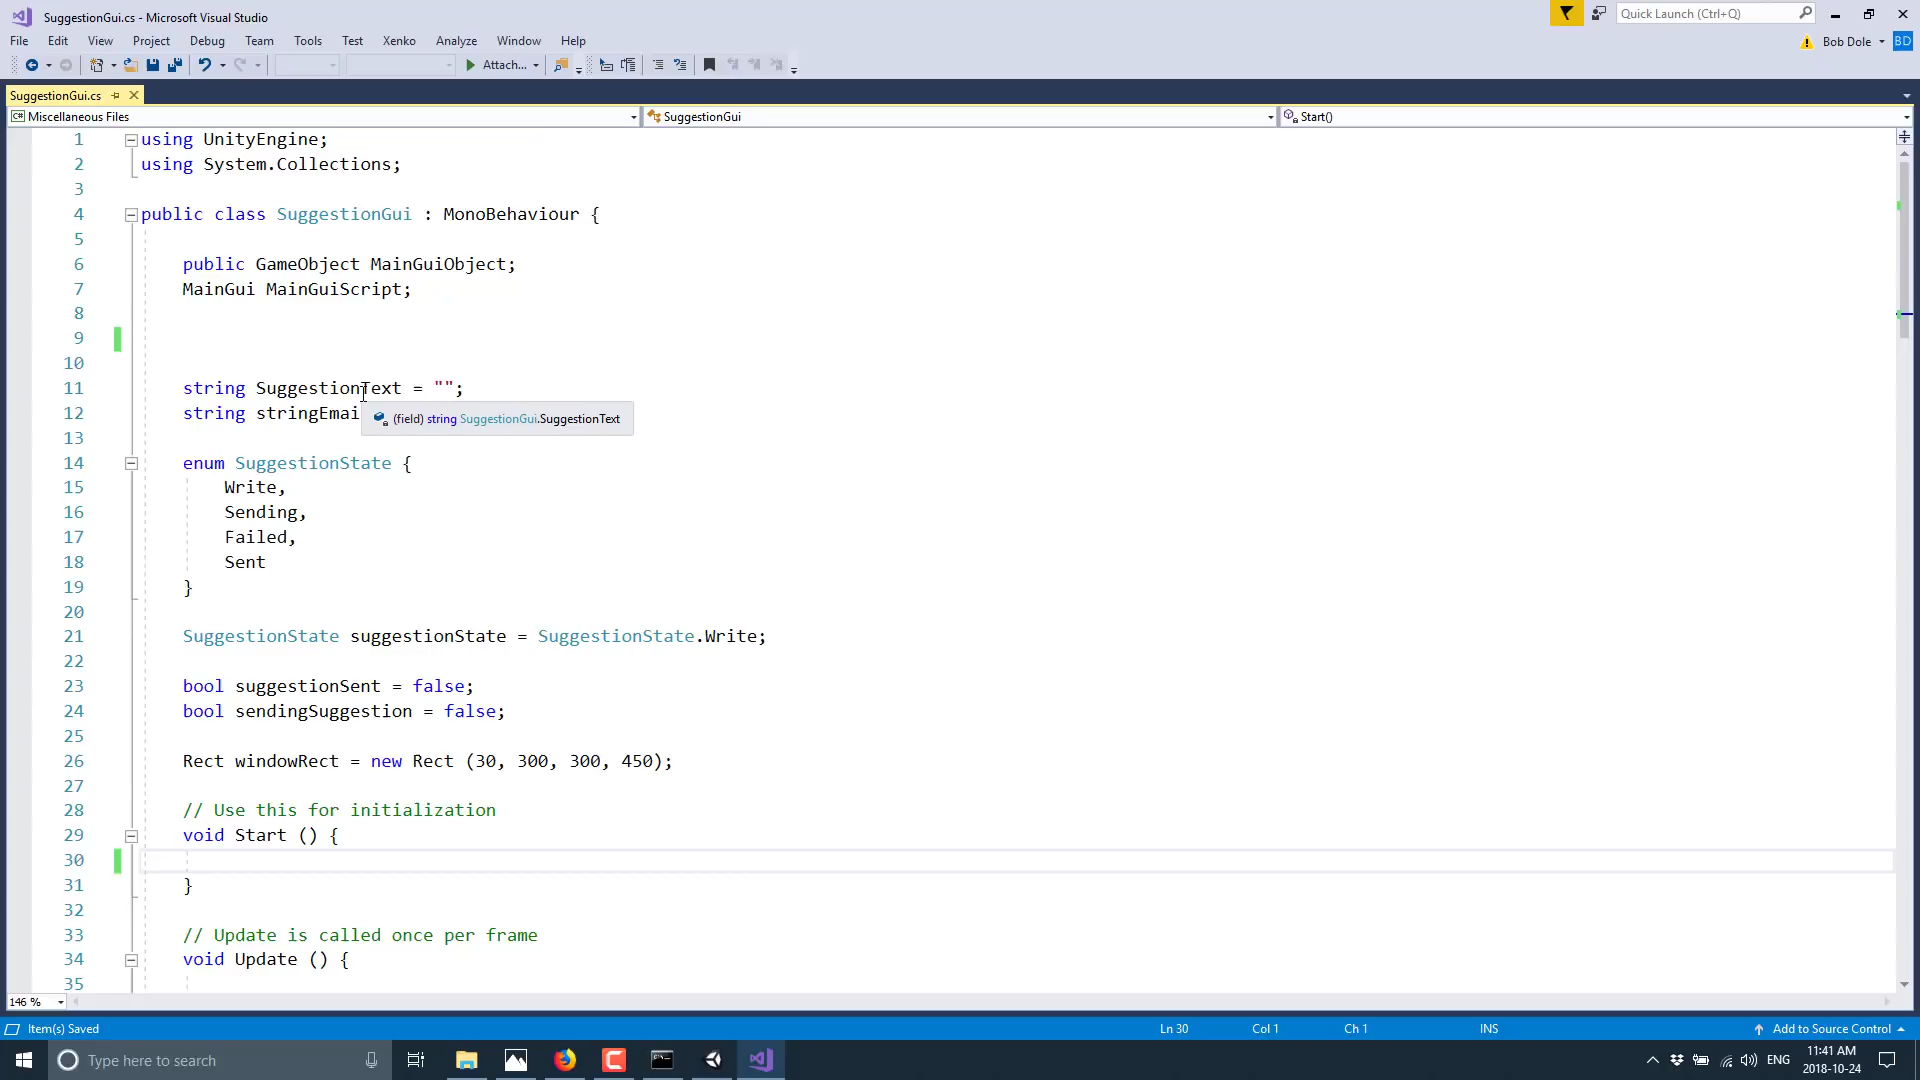 SuggestionGui.cs - Microsoft Visual Studio
Quick Launch (Ctrl+Q)
File Edit View Project Debug Team Tools Test Xenko Analyze Window Help
Bob Dole BD
Attach...
SuggestionGui.cs
C# Miscellaneous Files
SuggestionGui
Start()
1 using UnityEngine;
2 using System.Collections;
3
4 public class SuggestionGui : MonoBehaviour {
5
6 public GameObject MainGuiObject;
7 MainGui MainGuiScript;
8
9
10
11 string SuggestionText = "";
12 string stringEmai
(field) string SuggestionGui.SuggestionText
13
14 enum SuggestionState {
15 Write,
16 Sending,
17 Failed,
18 Sent
19 }
20
21 SuggestionState suggestionState = SuggestionState.Write;
22
23 bool suggestionSent = false;
24 bool sendingSuggestion = false;
25
26 Rect windowRect = new Rect (30, 300, 300, 450);
27
28 // Use this for initialization
29 void Start () {
30
31 }
32
33 // Update is called once per frame
34 void Update () {
35
146 %
Item(s) Saved
Ln 30
Col 1
Ch 1
INS
Add to Source Control
Type here to search
ENG
11:41 AM
2018-10-24